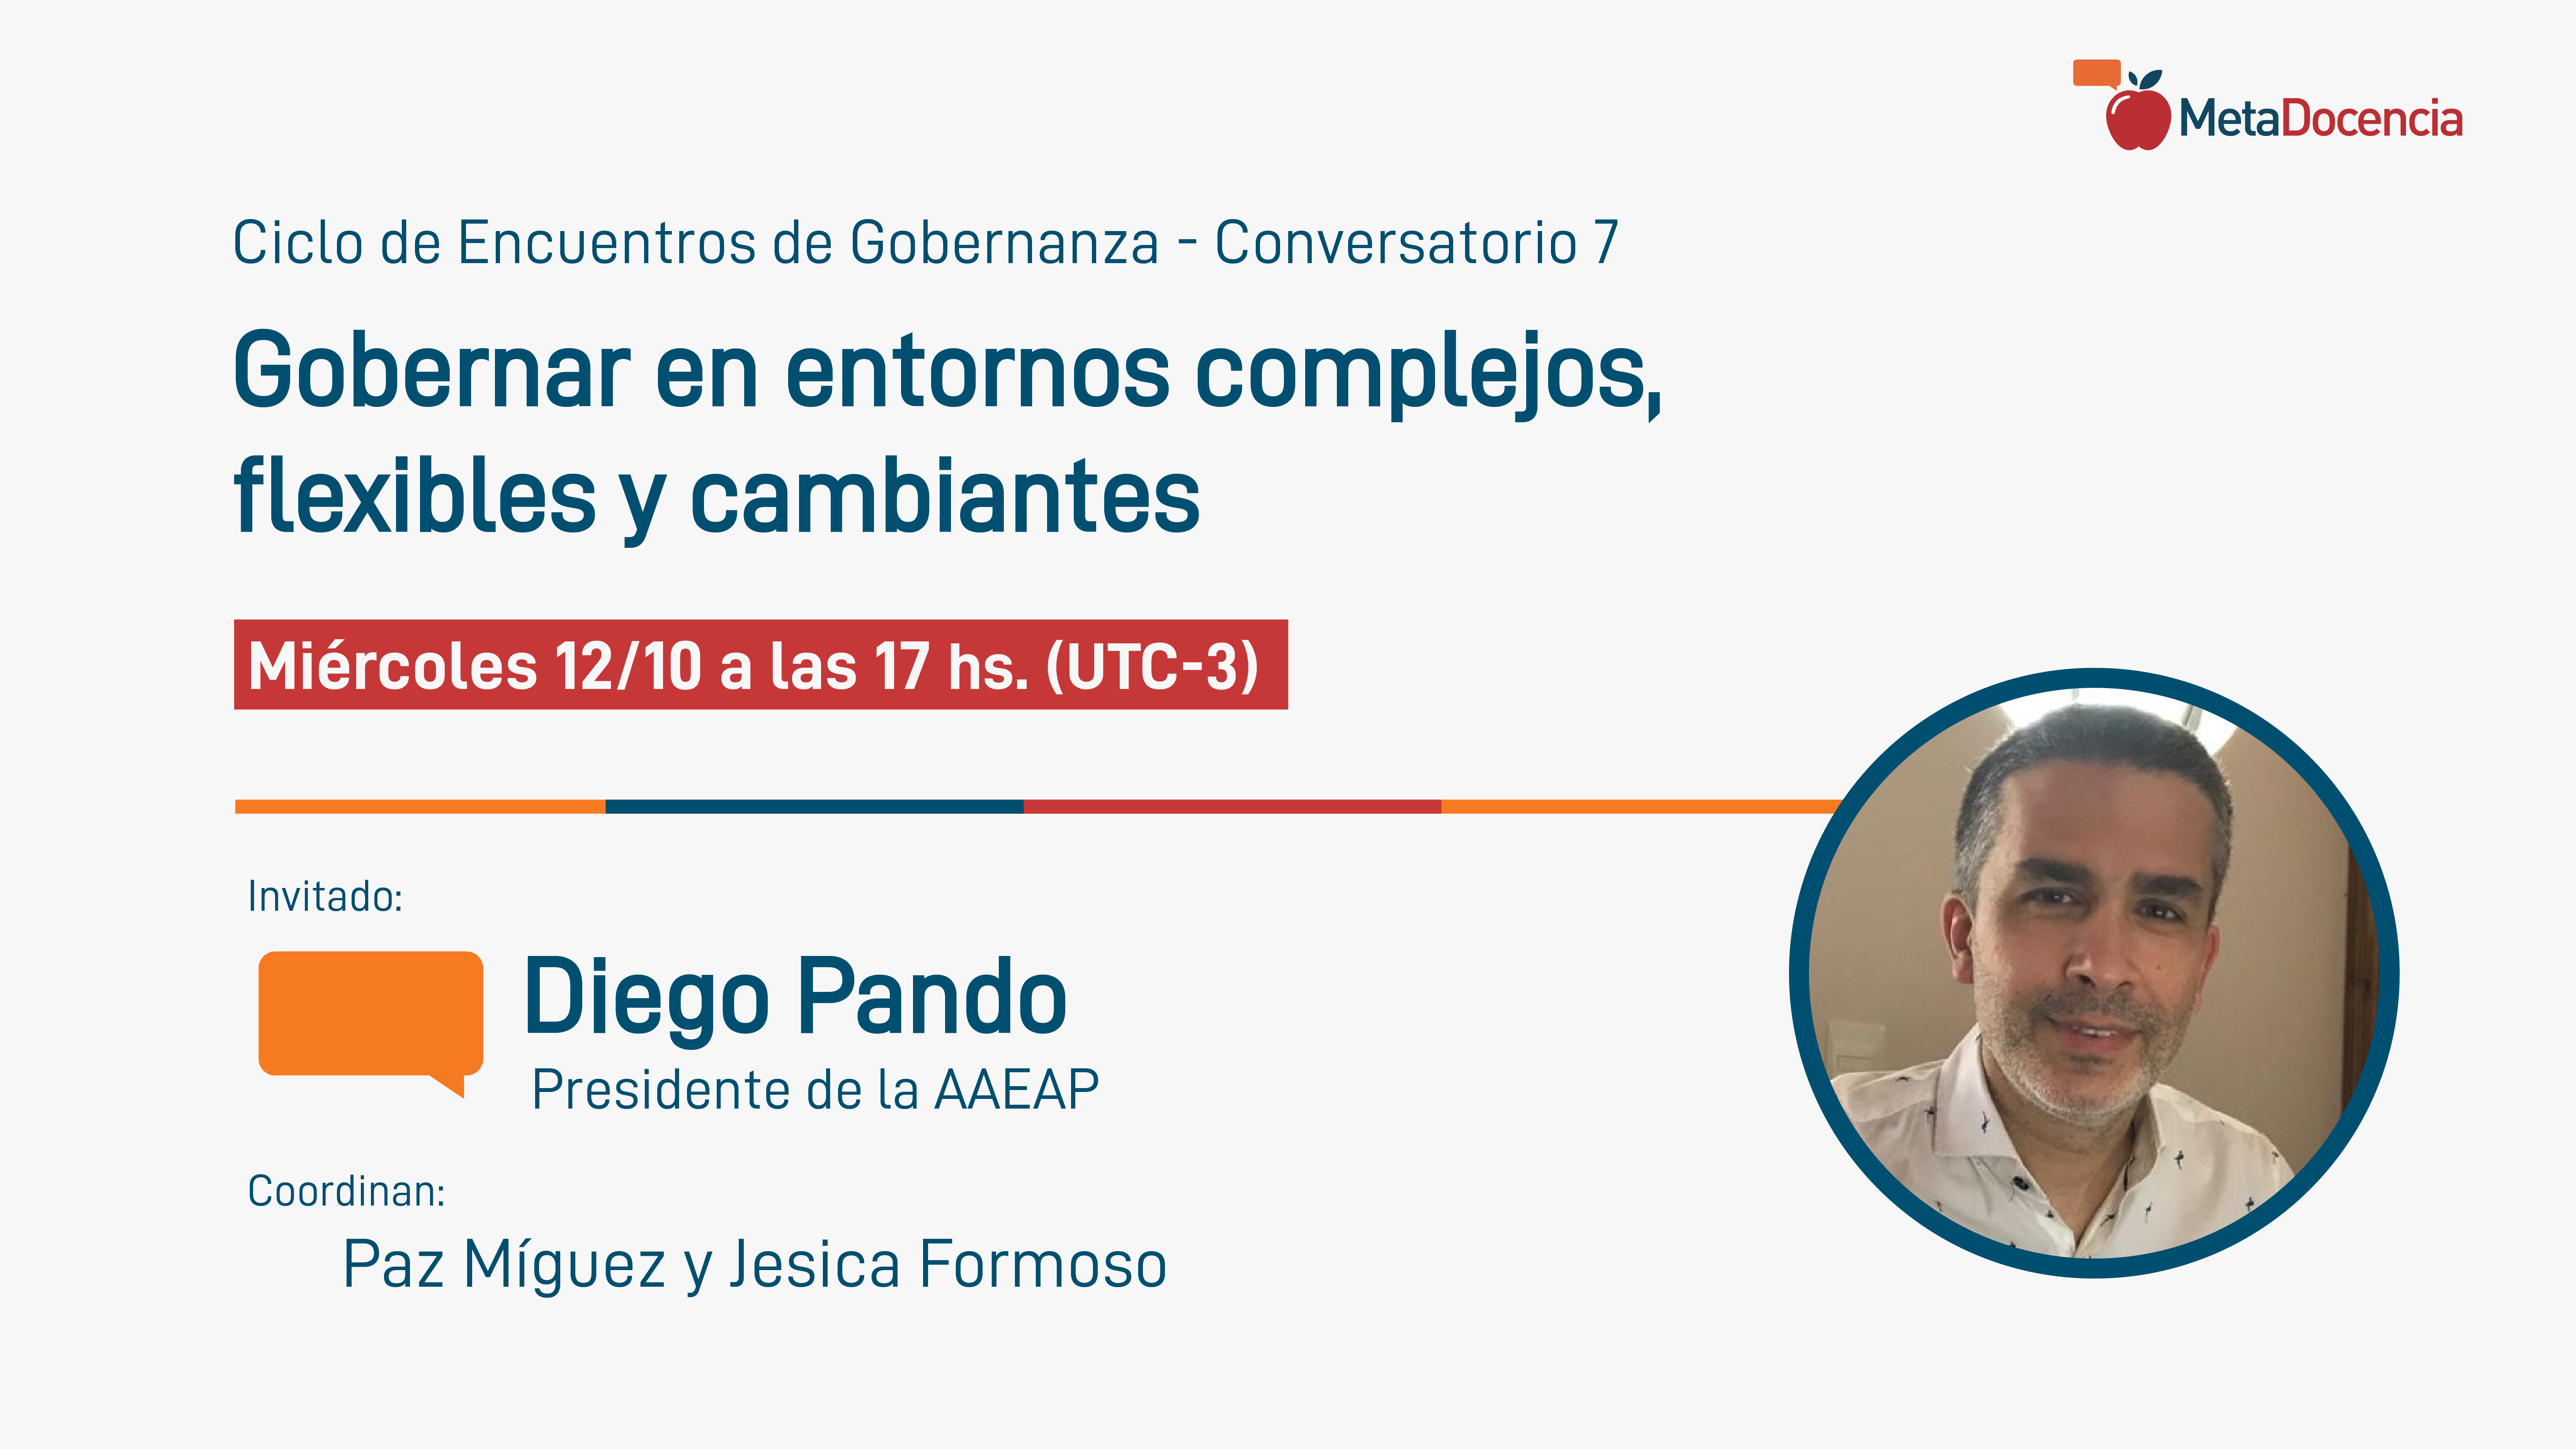 MetaDocencia
Ciclo de Encuentros de Gobernanza - Conversatorio 7
Gobernar en entornos complejos,
flexibles y cambiantes
Miércoles 12/10 a las 17 hs. (UTC-3)
Invitado:
Diego Pando
Presidente de la AAEAP
Coordinan:
Paz Míguez y Jesica Formoso